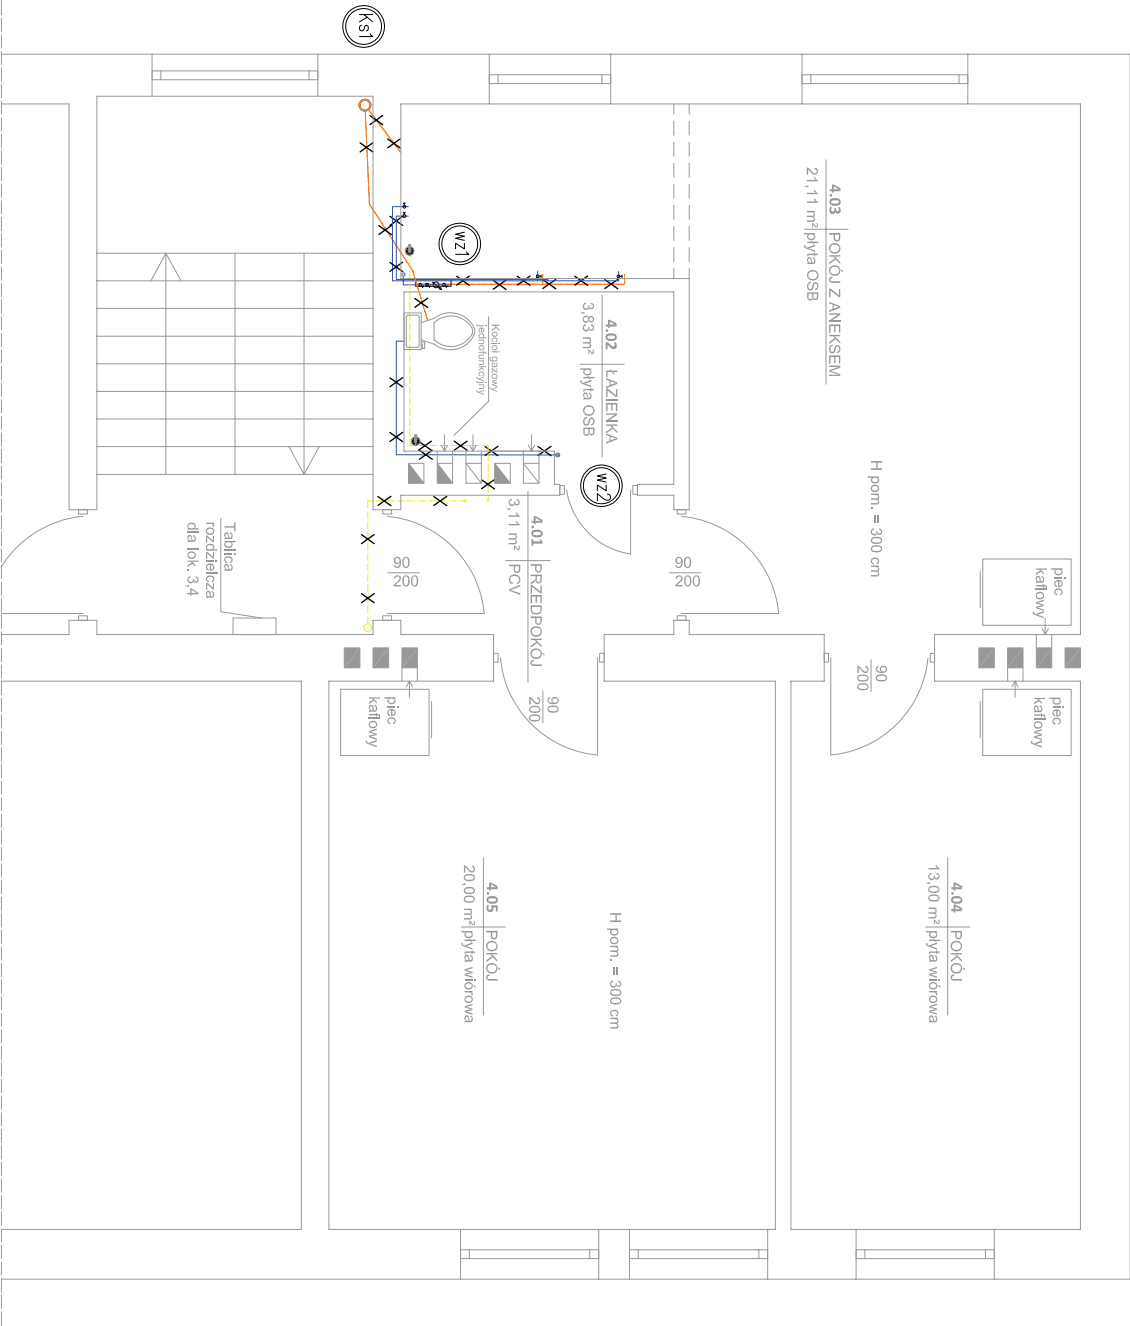 Ks1
wz1
wz2
4.03 POKÓJ Z ANEKSEM
21,11 m² płyta OSB
4.02 ŁAZIENKA
3,83 m² płyta OSB
Kocioł gazowy
jednofunkcyjny
H pom. = 300 cm
4.01 PRZEDPOKÓJ
3,11 m² PCV
Tablica
rozdzielcza
dla lok. 3,4
90
200
90
200
90
200
90
200
piec
kaflowy
piec
kaflowy
piec
kaflowy
4.04 POKÓJ
13,00 m² płyta wiórowa
4.05 POKÓJ
20,00 m² płyta wiórowa
H pom. = 300 cm